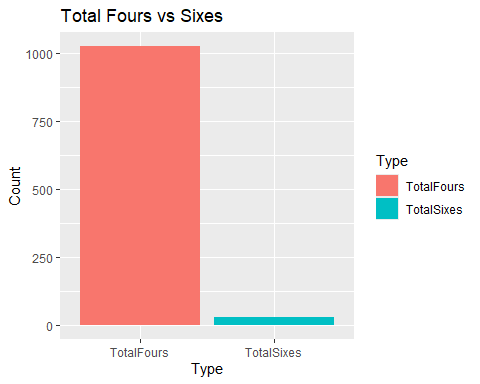 Total Fours vs Sixes
1000
750
500
250
0
Count
TotalFours
TotalSixes
Type
Type
TotalFours
TotalSixes